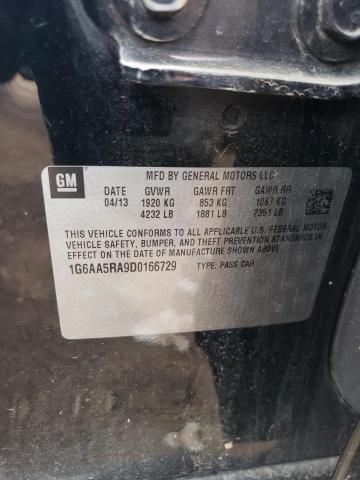 GM
MFD BY GENERAL MOTORS LLC
DATE GVWR GAWR FRT GAWR RR
04/13 1920 KG 853 KG 1067 KG
4232 LB 1881 LB 2351 LB
THIS VEHICLE CONFORMS TO ALL APPLICABLE U.S. FEDERAL MOTOR
VEHICLE SAFETY, BUMPER, AND THEFT PREVENTION STANDARDS IN
EFFECT ON THE DATE OF MANUFACTURE SHOWN ABOVE.
1G6AA5RA9D0166729 TYPE: PASS CAR